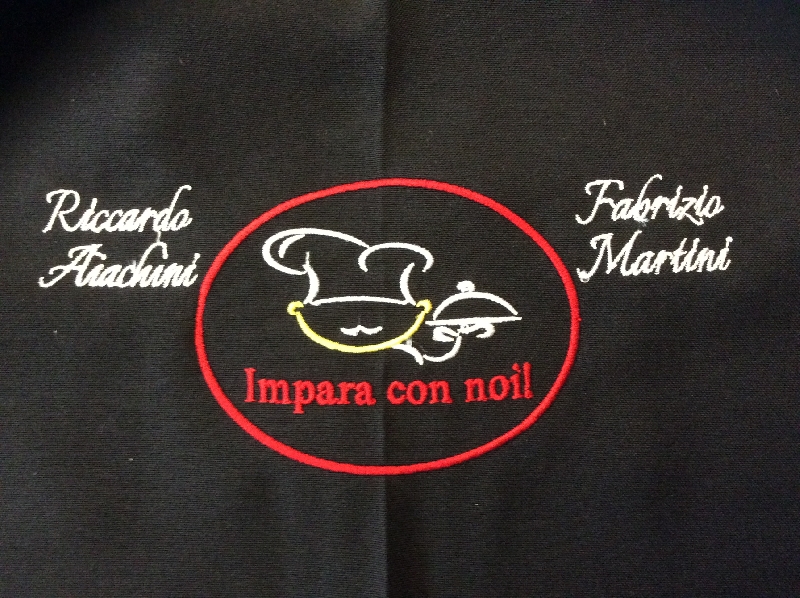 Riccardo
Aiachini
Fabrizio
Martini
Impara con noi!